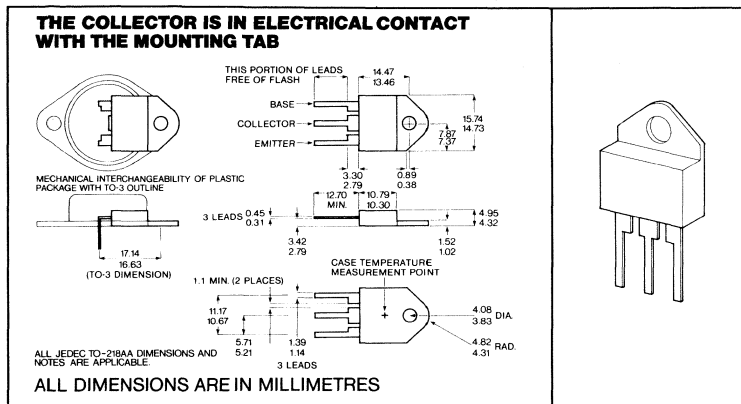 THE COLLECTOR IS IN ELECTRICAL CONTACT
WITH THE MOUNTING TAB
THIS PORTION OF LEADS
FREE OF FLASH
14.47
13.46
BASE
COLLECTOR
EMITTER
15.74
14.73
7.87
7.37
3.30
2.79
0.89
0.38
MECHANICAL INTERCHANGEABILITY OF PLASTIC
PACKAGE WITH TO-3 OUTLINE
12.70
MIN.
10.79
10.30
3 LEADS
0.45
0.31
4.95
4.32
3.42
2.79
1.52
1.02
17.14
16.63
(TO-3 DIMENSION)
CASE TEMPERATURE
MEASUREMENT POINT
1.1 MIN. (2 PLACES)
11.17
10.67
4.08
3.83
DIA.
5.71
5.21
1.39
1.14
3 LEADS
4.82
4.31
RAD.
ALL JEDEC TO-218AA DIMENSIONS AND
NOTES ARE APPLICABLE.
ALL DIMENSIONS ARE IN MILLIMETRES